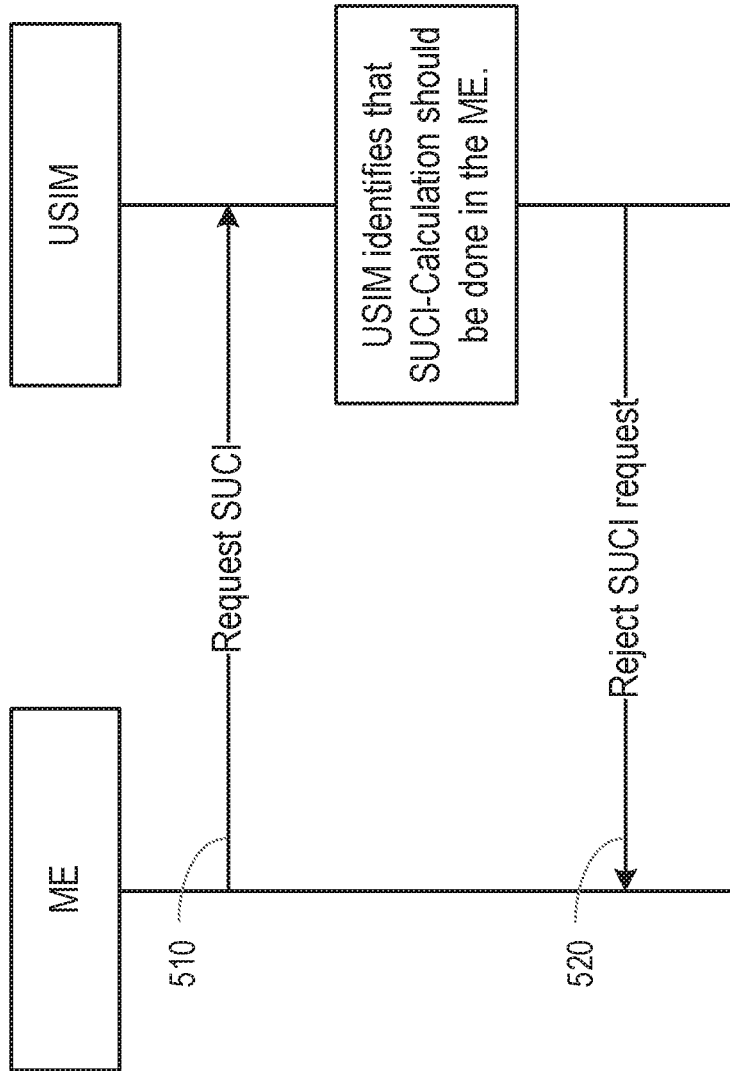 ME
USIM
510
Request SUCI
USIM identifies that
SUCI-Calculation should
be done in the ME.
520
Reject SUCI request